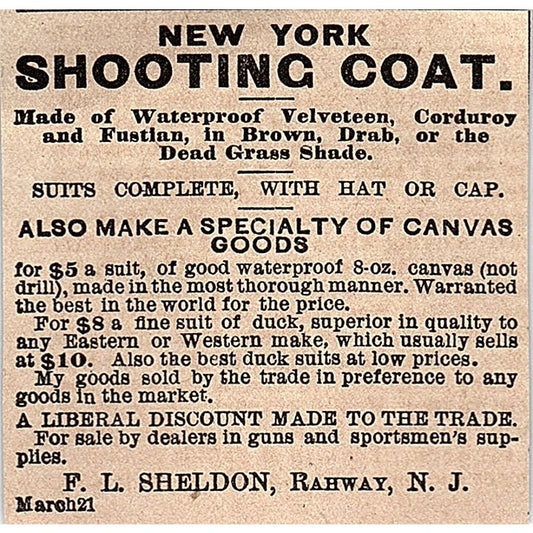 NEW YORK
SHOOTING COAT.
Made of Waterproof Velveteen, Corduroy
and Fustian, in Brown, Drab, or the
Dead Grass Shade.
SUITS COMPLETE, WITH HAT OR CAP.
ALSO MAKE A SPECIALTY OF CANVAS
GOODS
for $5 a suit, of good waterproof 8-oz. canvas (not
drill), made in the most thorough manner. Warranted
the best in the world for the price.
For $8 a fine suit of duck, superior in quality to
any Eastern or Western make, which usually sells
at $10. Also the best duck suits at low prices.
My goods sold by the trade in preference to any
goods in the market.
A LIBERAL DISCOUNT MADE TO THE TRADE.
For sale by dealers in guns and sportsmen's sup-
plies.
F. L. SHELDON, RAHWAY, N. J.
March21